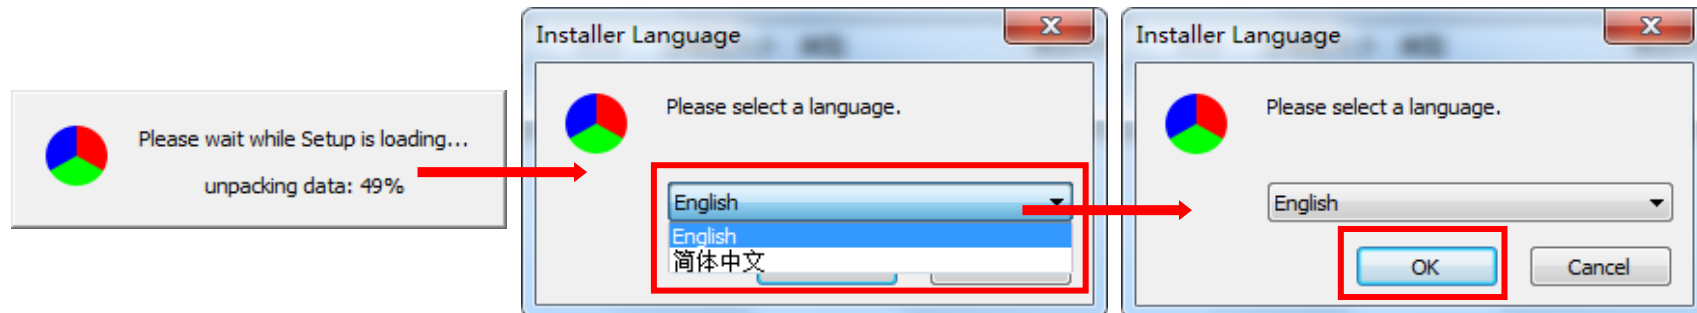 Please wait while Setup is loading...
unpacking data: 49%
Installer Language
Please select a language.
English
English
简体中文
Installer Language
Please select a language.
English
OK
Cancel